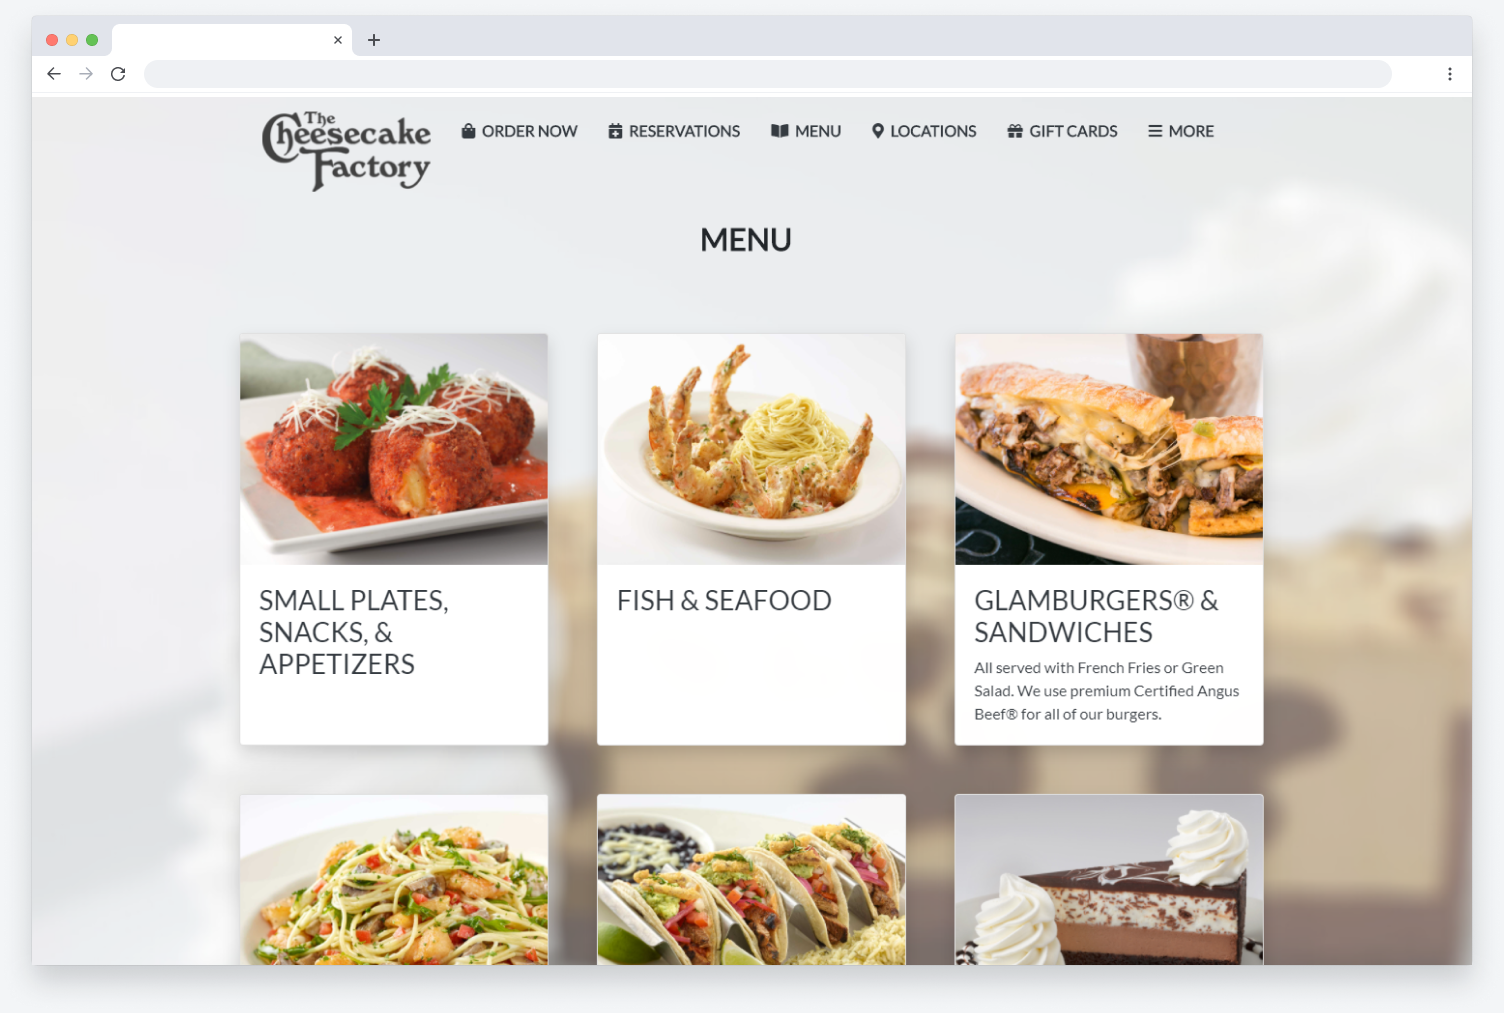 The
Cheesecake
Factory
ORDER NOW
RESERVATIONS
MENU
LOCATIONS
GIFT CARDS
MORE
MENU
SMALL PLATES,
SNACKS, &
APPETIZERS
FISH & SEAFOOD
GLAMBURGERS® &
SANDWICHES
All served with French Fries or Green
Salad. We use premium Certified Angus
Beef® for all of our burgers.